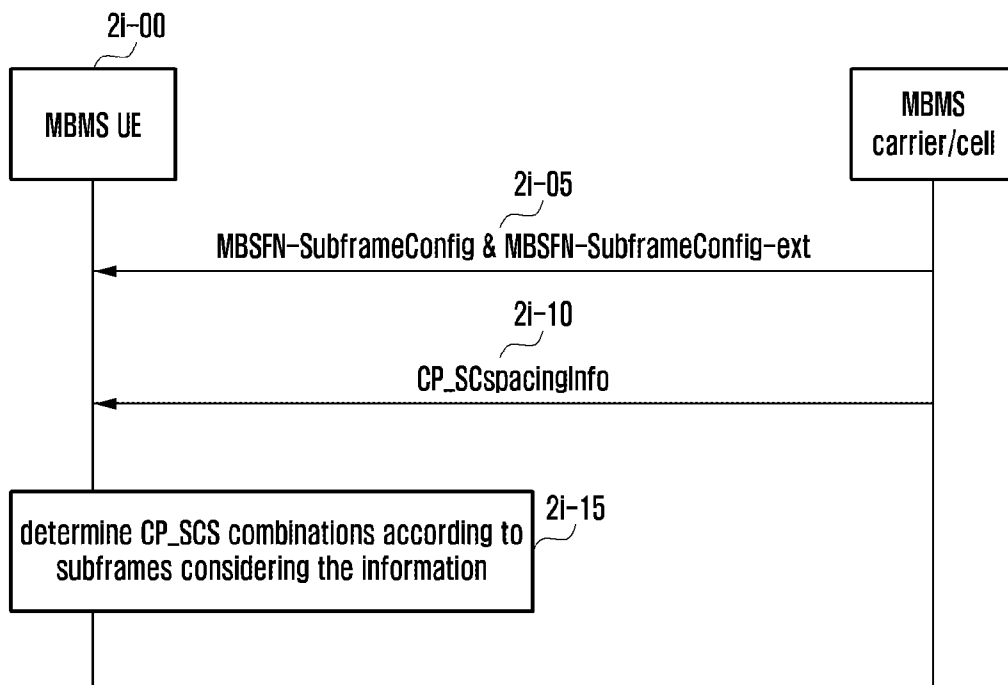 2i-00
MBMS UE
MBMS
carrier/cell
2i-05
MBSFN-SubframeConfig & MBSFN-SubframeConfig-ext
2i-10
CP_SCspacingInfo
determine CP_SCS combinations according to
subframes considering the information
2i-15